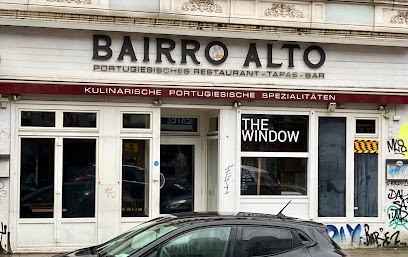 BAIRRO ALTO
PORTUGIESISCHES RESTAURANT - TAPAS - BAR
KULINARISCHE PORTUGIESISCHE SPEZIALITÄTEN
THE
WINDOW